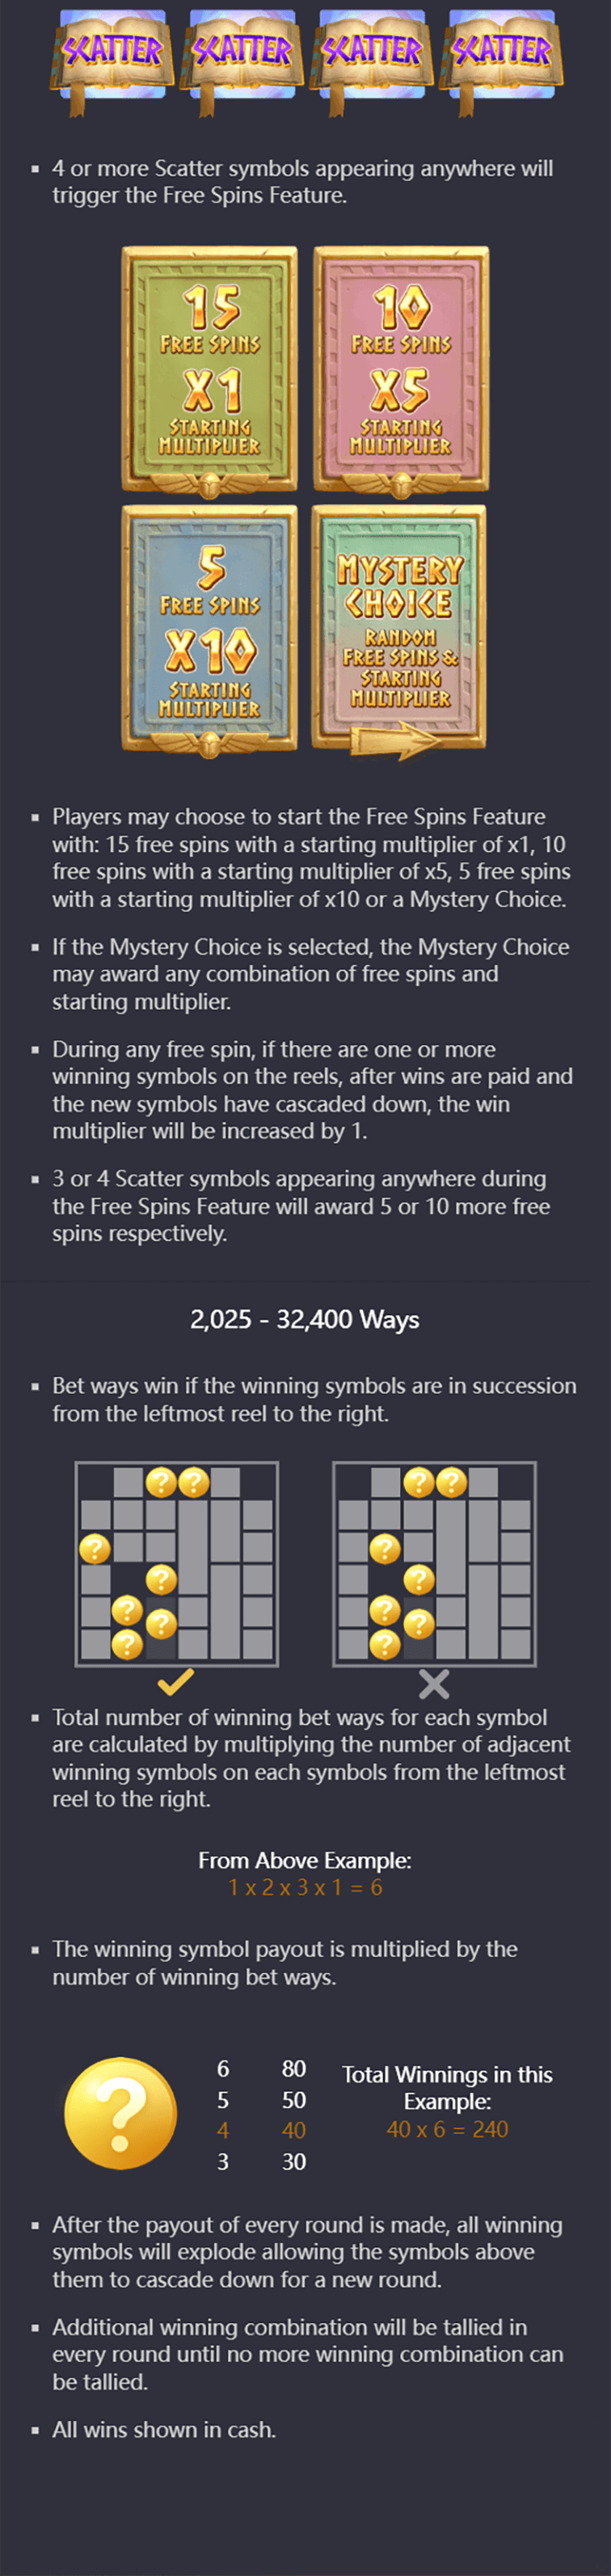 SCATTER SCATTER SCATTER SCATTER
▪ 4 or more Scatter symbols appearing anywhere will
trigger the Free Spins Feature.
15
FREE SPINS
X1
STARTING
MULTIPLIER
10
FREE SPINS
X5
STARTING
MULTIPLIER
5
FREE SPINS
X10
STARTING
MULTIPLIER
MYSTERY
CHOICE
RANDOM
FREE SPINS &
STARTING
MULTIPLIER
▪ Players may choose to start the Free Spins Feature
with: 15 free spins with a starting multiplier of x1, 10
free spins with a starting multiplier of x5, 5 free spins
with a starting multiplier of x10 or a Mystery Choice.
▪ If the Mystery Choice is selected, the Mystery Choice
may award any combination of free spins and
starting multiplier.
▪ During any free spin, if there are one or more
winning symbols on the reels, after wins are paid and
the new symbols have cascaded down, the win
multiplier will be increased by 1.
▪ 3 or 4 Scatter symbols appearing anywhere during
the Free Spins Feature will award 5 or 10 more free
spins respectively.
2,025 - 32,400 Ways
▪ Bet ways win if the winning symbols are in succession
from the leftmost reel to the right.
? ?
?
?
?
?
?
? ?
?
?
?
?
?
▪ Total number of winning bet ways for each symbol
are calculated by multiplying the number of adjacent
winning symbols on each symbols from the leftmost
reel to the right.
From Above Example:
1 x 2 x 3 x 1 = 6
▪ The winning symbol payout is multiplied by the
number of winning bet ways.
?
6 80
5 50
4 40
3 30
Total Winnings in this
Example:
40 x 6 = 240
▪ After the payout of every round is made, all winning
symbols will explode allowing the symbols above
them to cascade down for a new round.
▪ Additional winning combination will be tallied in
every round until no more winning combination can
be tallied.
▪ All wins shown in cash.